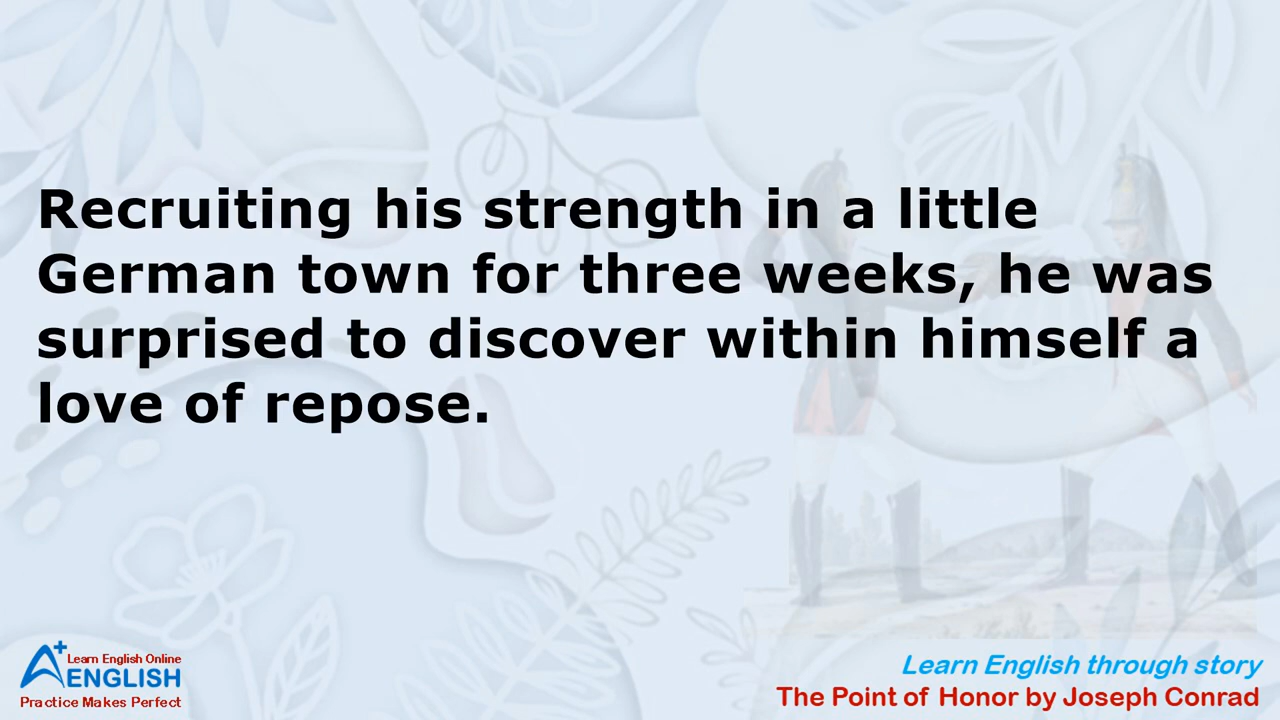 Recruiting his strength in a little
German town for three weeks, he was
surprised to discover within himself a
love of repose.
A+ Learn English Online
ENGLISH
Practice Makes Perfect
Learn English through story
The Point of Honor by Joseph Conrad